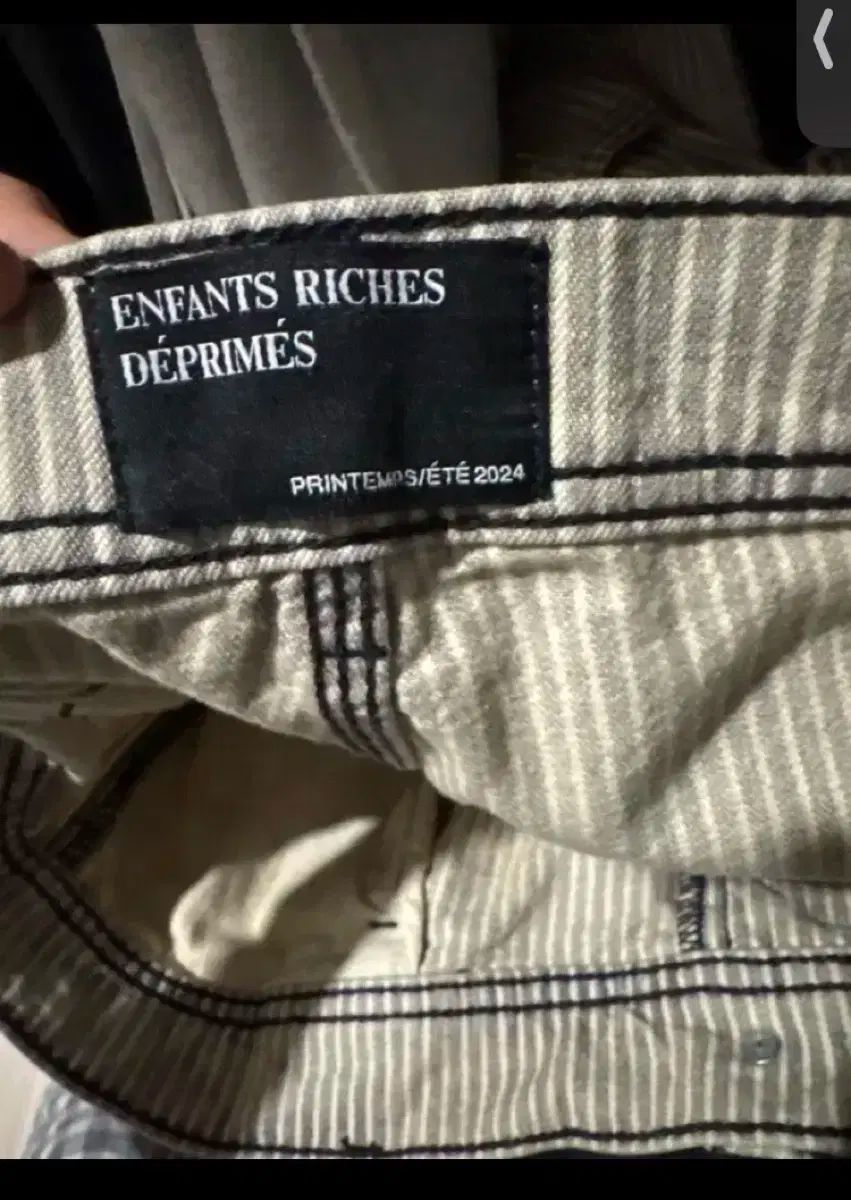 ENFANTS RICHES
DÉPRIMÉS
PRINTEMPS/ÉTÉ 2024